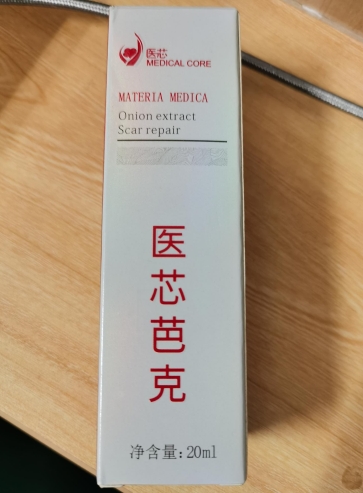 医芯
MEDICAL CORE
MATERIA MEDICA
Onion extract
Scar repair
医
芯
芭
克
净含量:20ml